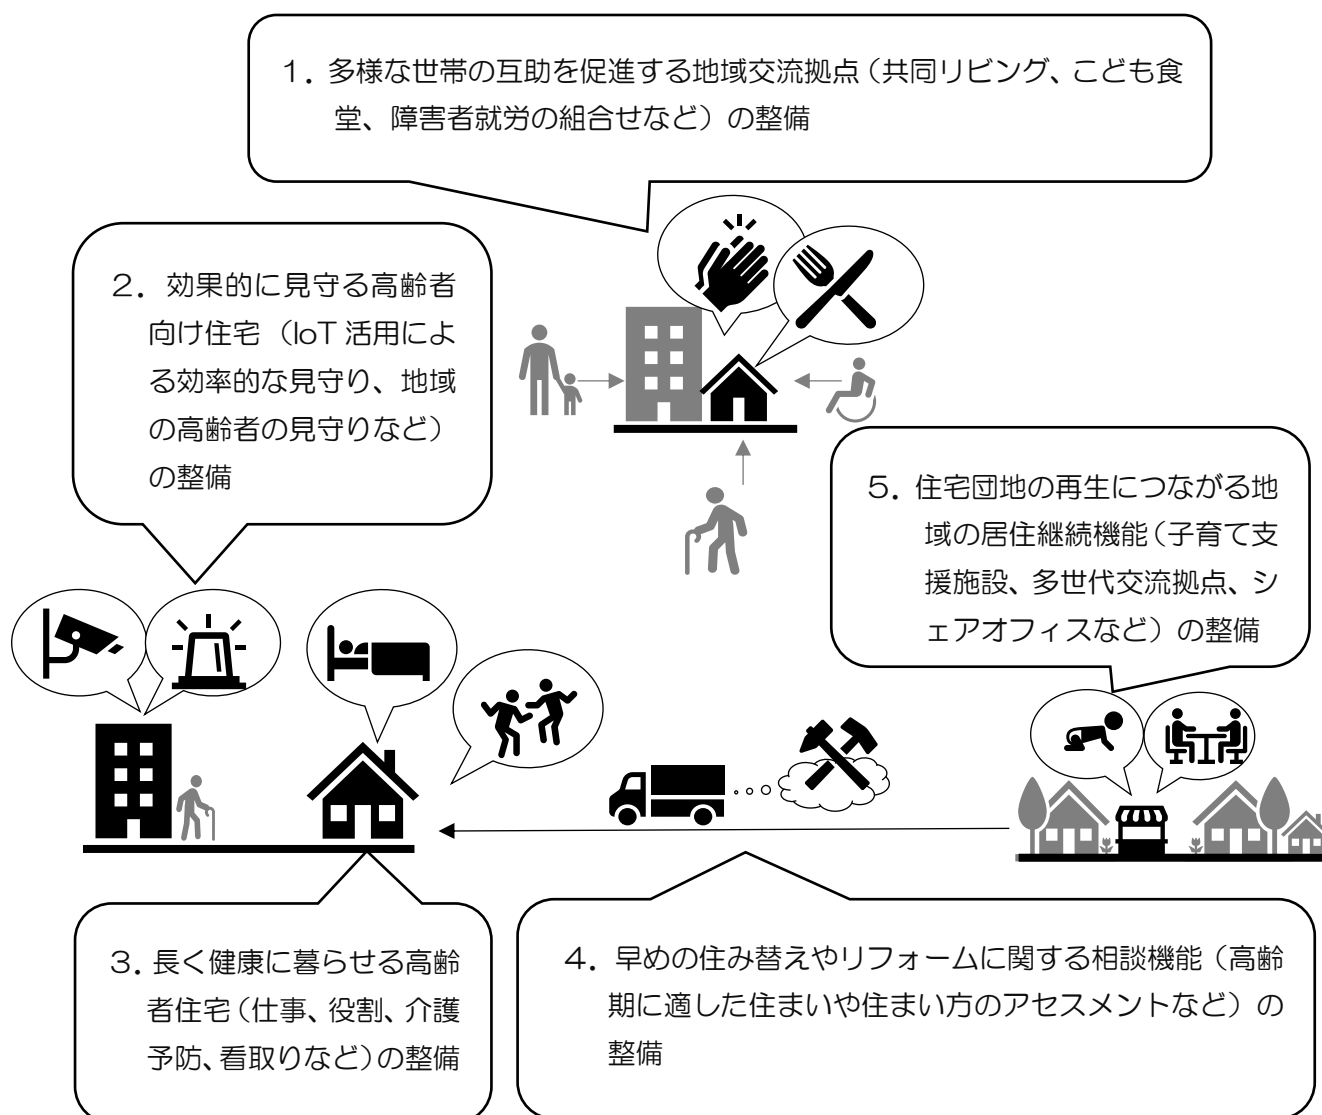 1．多様な世帯の互助を促進する地域交流拠点（共同リビング、こども食
堂、障害者就労の組合せなど）の整備
2．効果的に見守る高齢者
向け住宅（IoT 活用によ
る効率的な見守り、地域
の高齢者の見守りなど）
の整備
5．住宅団地の再生につながる地
域の居住継続機能（子育て支
援施設、多世代交流拠点、シ
ェアオフィスなど）の整備
3．長く健康に暮らせる高齢
者住宅（仕事、役割、介護
予防、看取りなど）の整備
4．早めの住み替えやリフォームに関する相談機能（高齢
期に適した住まいや住まい方のアセスメントなど）の
整備